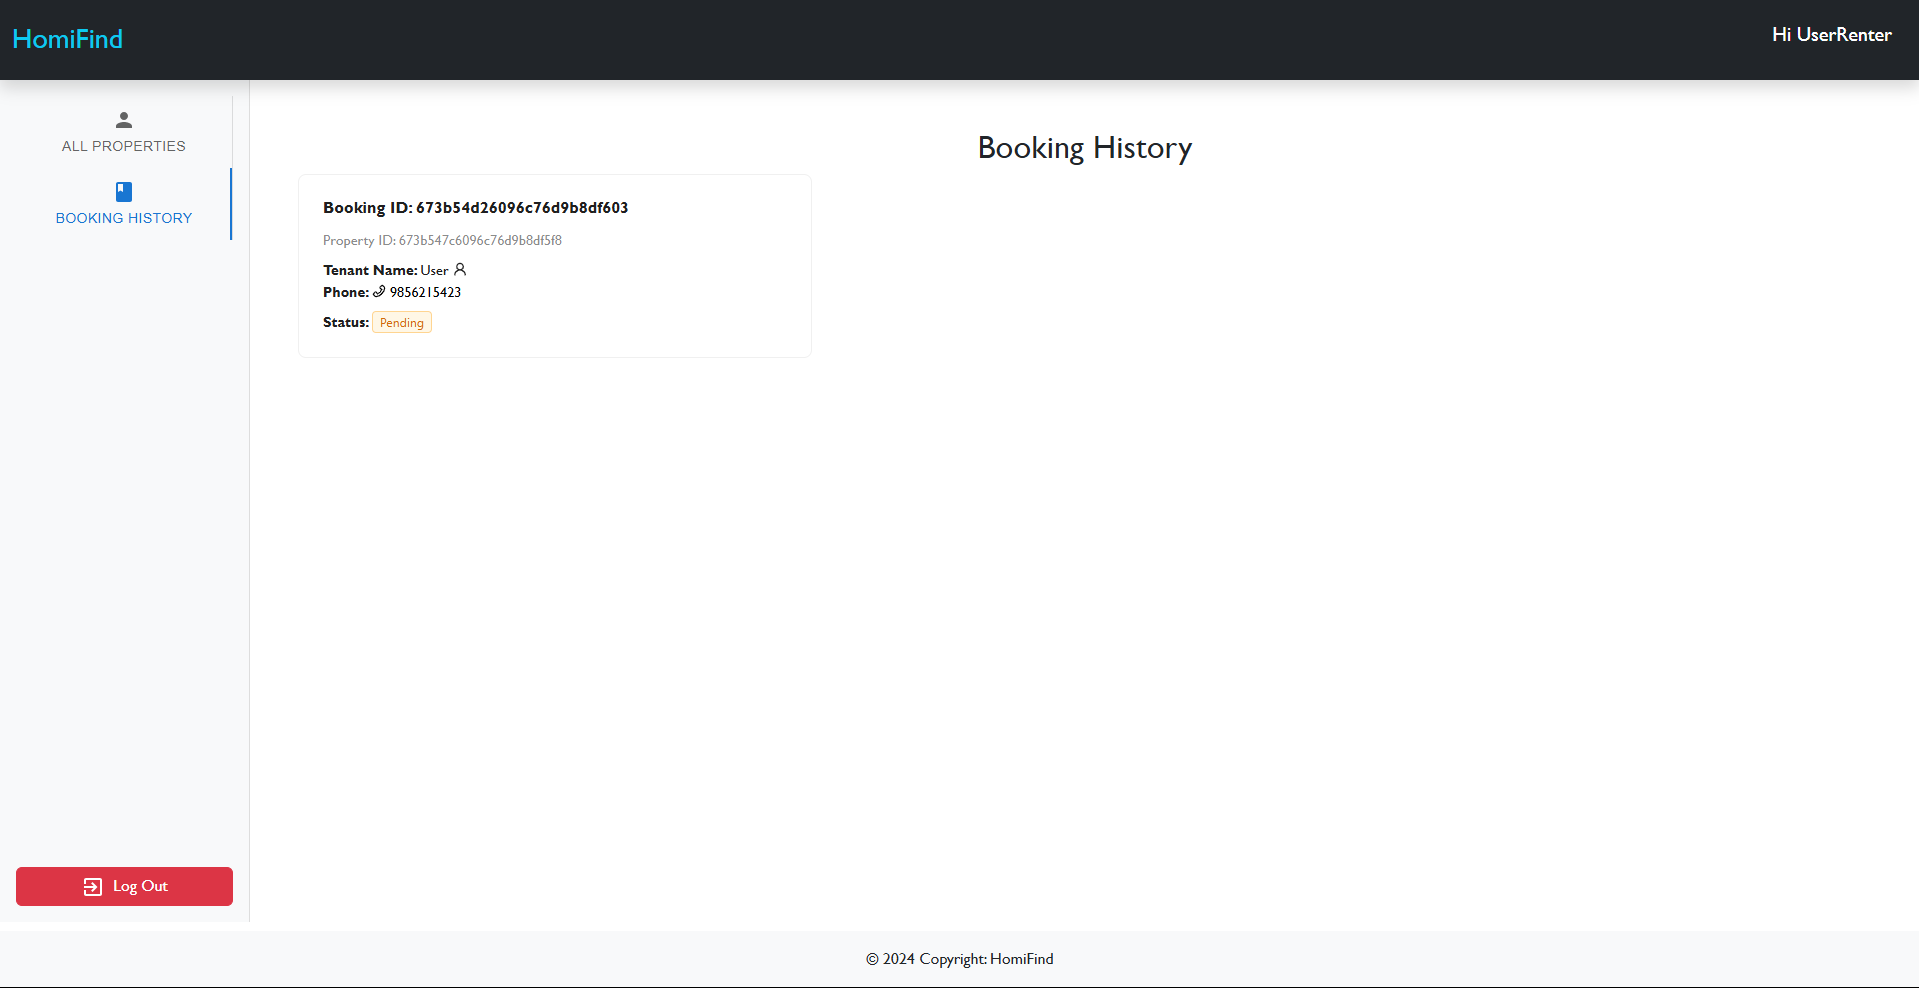 HomiFind
Hi UserRenter
ALL PROPERTIES
BOOKING HISTORY
Booking History
Booking ID: 673b54d26096c76d9b8df603
Property ID: 673b547c6096c76d9b8df5f8
Tenant Name: User
Phone: 9856215423
Status: Pending
Log Out
© 2024 Copyright: HomiFind